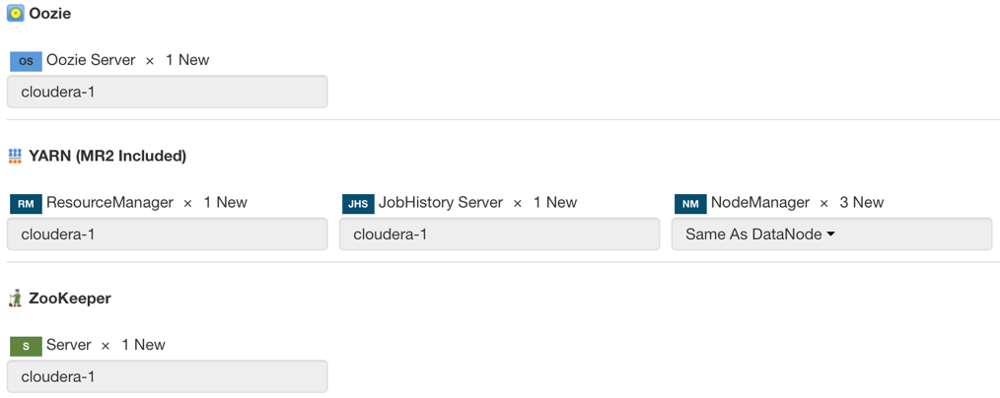 Oozie
OS Oozie Server × 1 New
cloudera-1
YARN (MR2 Included)
RM ResourceManager × 1 New JHS JobHistory Server × 1 New NM NodeManager × 3 New
cloudera-1 cloudera-1 Same As DataNode
ZooKeeper
S Server × 1 New
cloudera-1